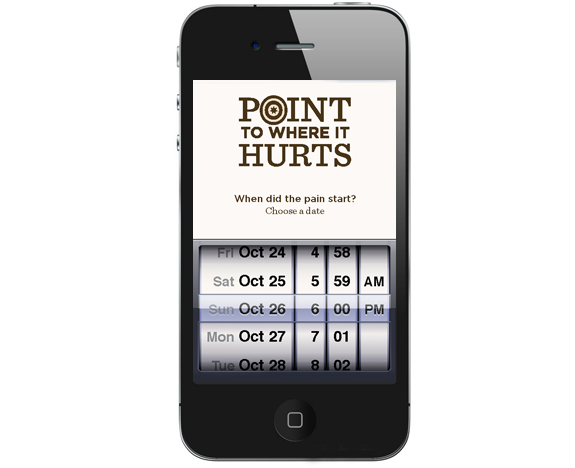 POINT
TO WHERE IT
HURTS
When did the pain start?
Choose a date
Fri Oct 24 4 58
Sat Oct 25 5 59 AM
Sun Oct 26 6 00 PM
Mon Oct 27 7 01
Tue Oct 28 8 02